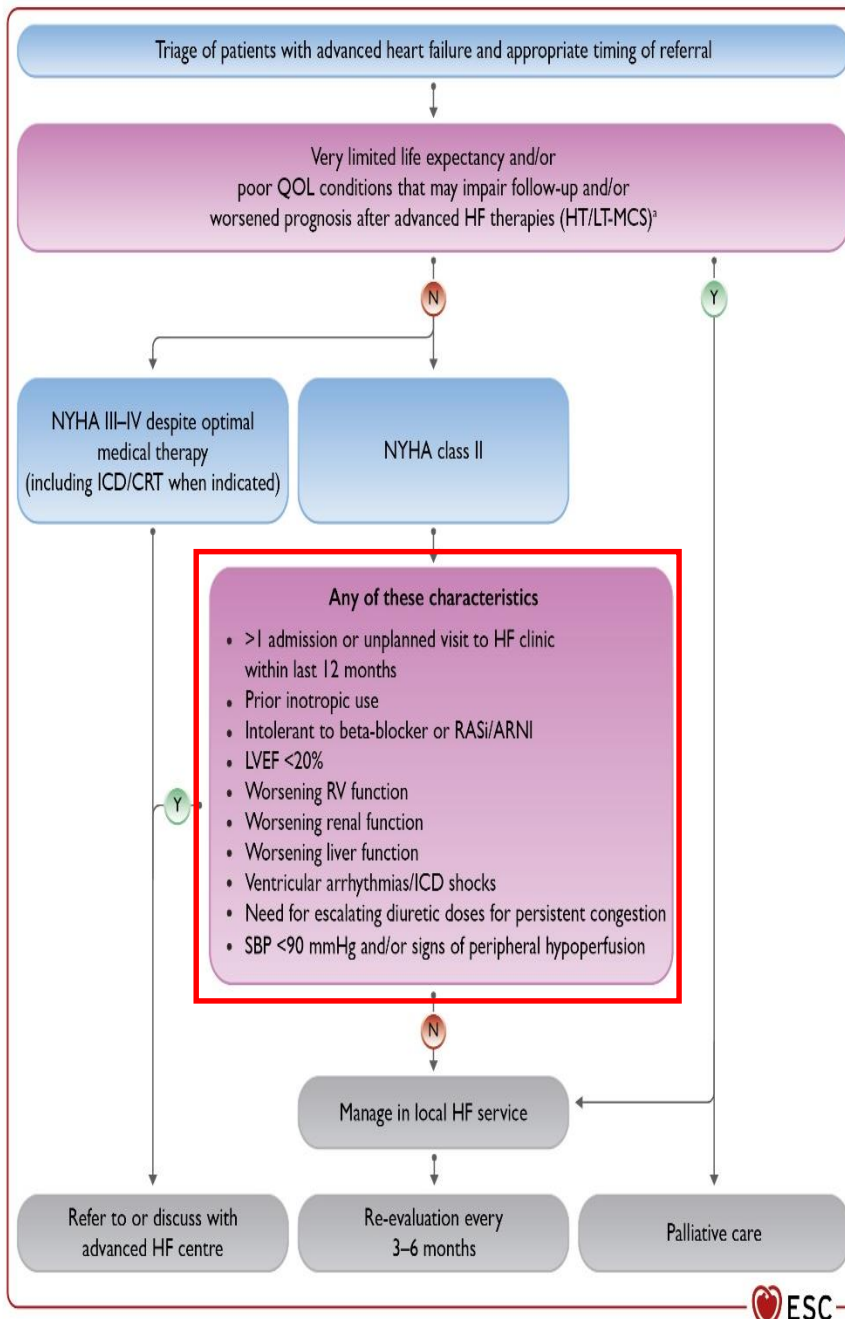 Triage of patients with advanced heart failure and appropriate timing of referral
Very limited life expectancy and/or
poor QOL conditions that may impair follow-up and/or
worsened prognosis after advanced HF therapies (HT/LT-MCS)ᵃ
N
Y
NYHA III–IV despite optimal
medical therapy
(including ICD/CRT when indicated)
NYHA class II
Any of these characteristics
• >1 admission or unplanned visit to HF clinic
within last 12 months
• Prior inotropic use
• Intolerant to beta-blocker or RASi/ARNI
• LVEF <20%
• Worsening RV function
• Worsening renal function
• Worsening liver function
• Ventricular arrhythmias/ICD shocks
• Need for escalating diuretic doses for persistent congestion
• SBP <90 mmHg and/or signs of peripheral hypoperfusion
Y
N
Manage in local HF service
Refer to or discuss with
advanced HF centre
Re-evaluation every
3–6 months
Palliative care
ESC